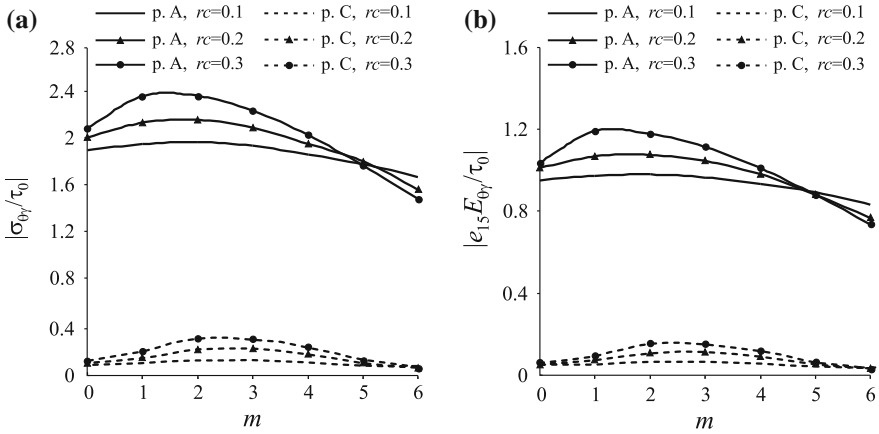 (a)
p. A, rc=0.1
p. C, rc=0.1
p. A, rc=0.2
p. C, rc=0.2
p. A, rc=0.3
p. C, rc=0.3
2.8
2.4
2
1.6
1.2
0.8
0.4
0
|σθγ/τ0|
0 1 2 3 4 5 6
m
(b)
p. A, rc=0.1
p. C, rc=0.1
p. A, rc=0.2
p. C, rc=0.2
p. A, rc=0.3
p. C, rc=0.3
1.6
1.2
0.8
0.4
0
|e15Eθγ/τ0|
0 1 2 3 4 5 6
m